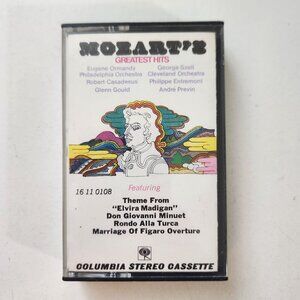 MOZART'S
GREATEST HITS
Eugene Ormandy
Philadelphia Orchestra
Robert Casadesus
Glenn Gould
George Szell
Cleveland Orchestra
Philippe Entremont
André Previn
16 11 0108
Featuring
Theme From
"Elvira Madigan"
Don Giovanni Minuet
Rondo Alla Turca
Marriage Of Figaro Overture
COLUMBIA STEREO CASSETTE